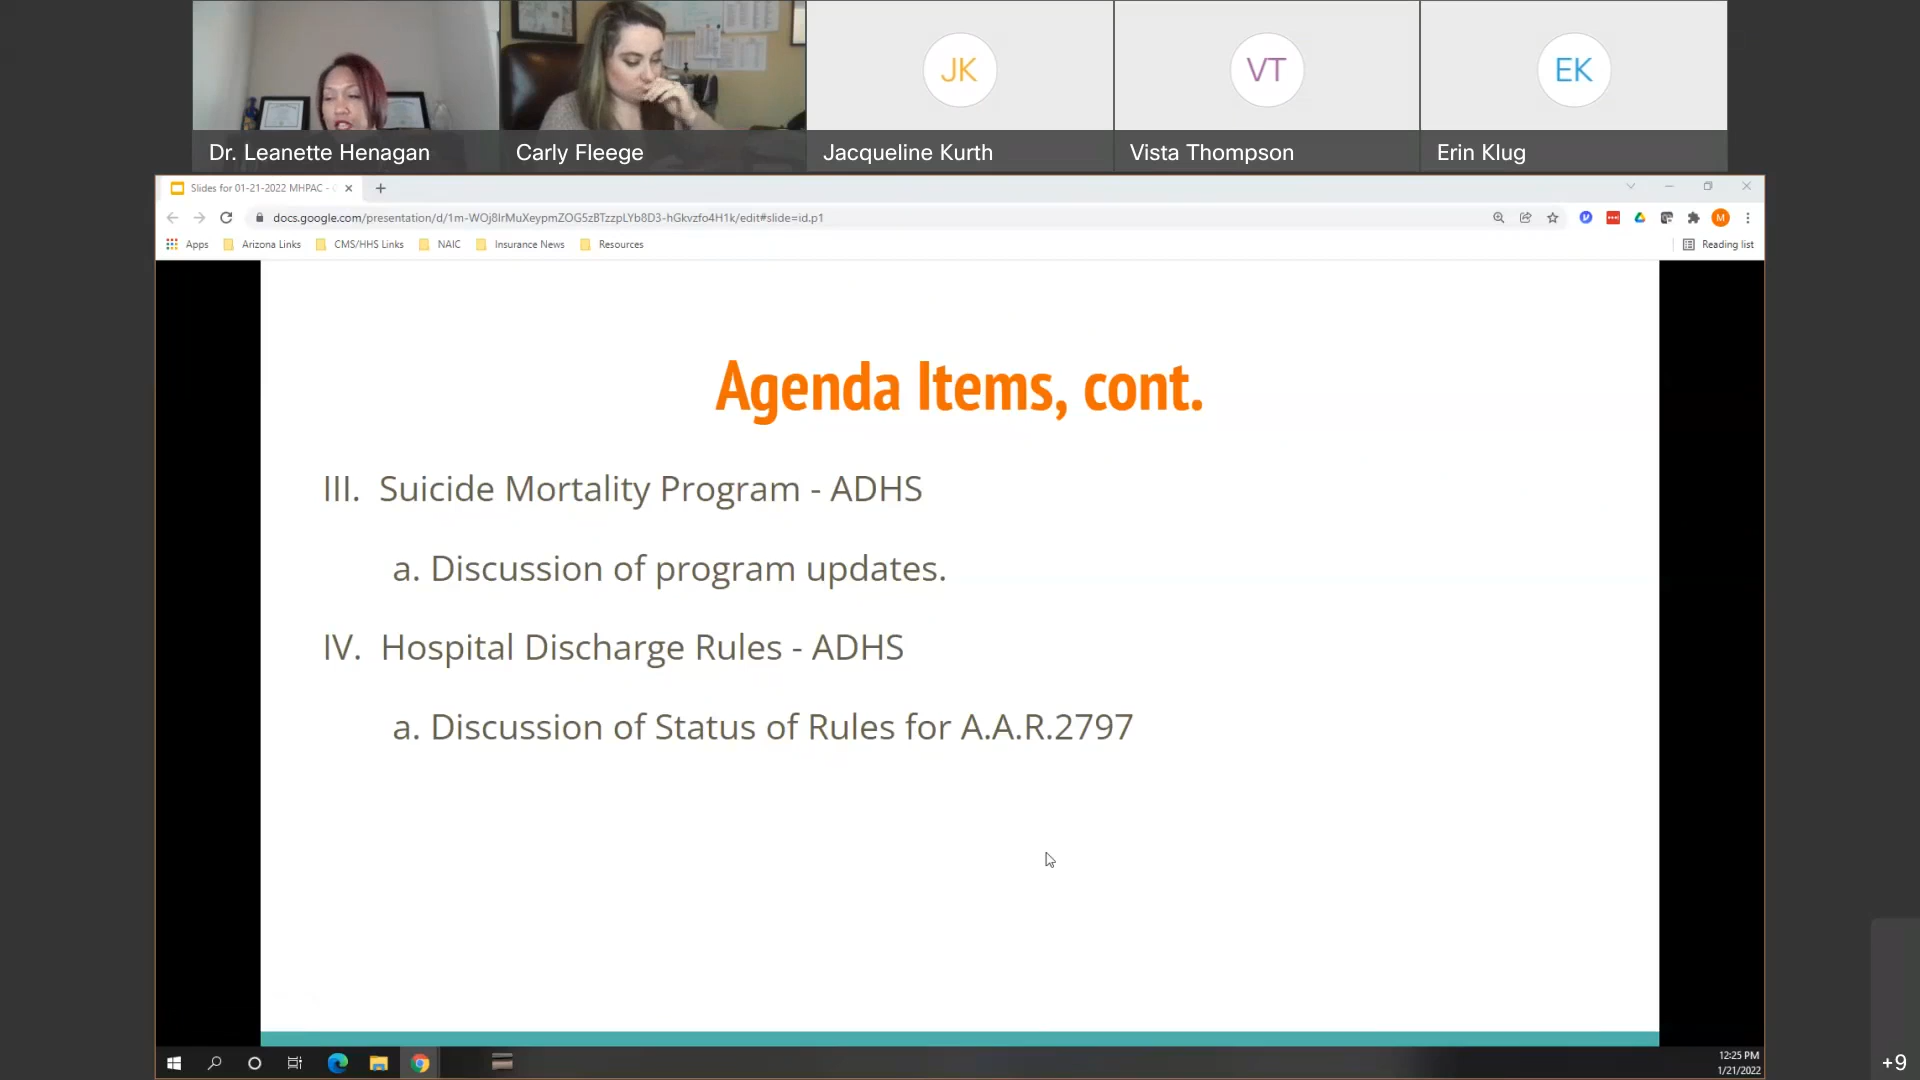 JK
VT
EK
Dr. Leanette Henagan
Carly Fleege
Jacqueline Kurth
Vista Thompson
Erin Klug
Slides for 01-21-2022 MHPAC -
docs.google.com/presentation/d/1m-WOj8lrMuXeypmZOG5zBTzzpLYb8D3-hGkvzfo4H1k/edit#slide=id.p1
M
Apps
Arizona Links
CMS/HHS Links
NAIC
Insurance News
Resources
Reading list
Agenda Items, cont.
III. Suicide Mortality Program - ADHS
a. Discussion of program updates.
IV. Hospital Discharge Rules - ADHS
a. Discussion of Status of Rules for A.A.R.2797
12:25 PM
1/21/2022
+9